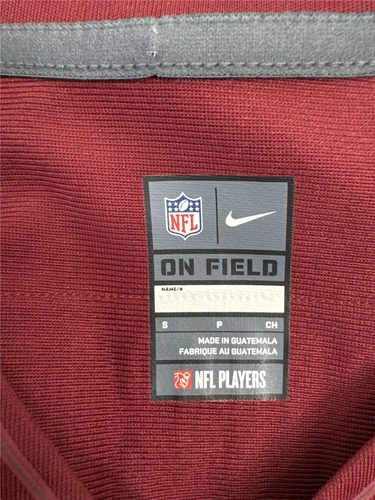 NFL
ON FIELD
NAME/#
S P CH
MADE IN GUATEMALA
FABRIQUE AU GUATEMALA
NFL PLAYERS